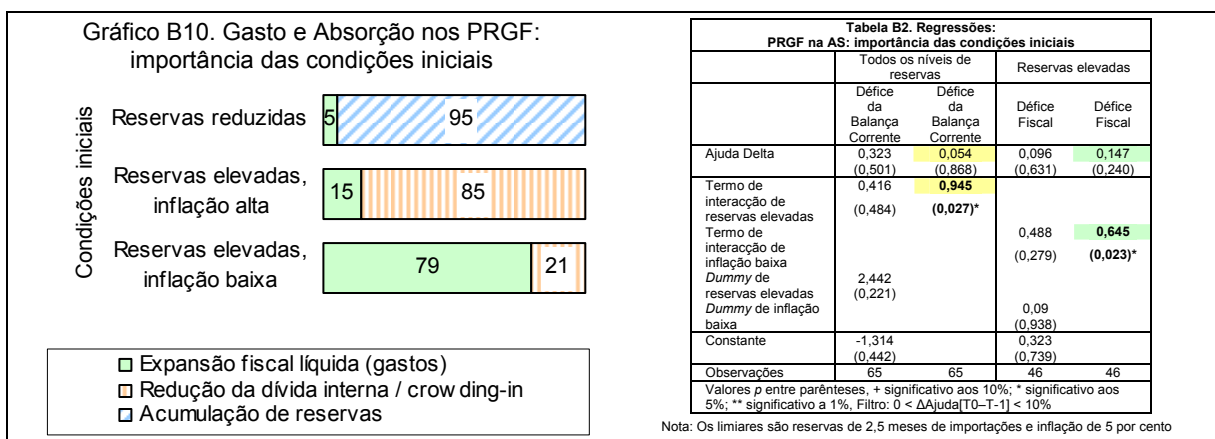 Gráfico B10. Gasto e Absorção nos PRGF:
importância das condições iniciais
Condições iniciais
Reservas reduzidas 5 95
Reservas elevadas,
inflação alta
15 85
Reservas elevadas,
inflação baixa
79 21
Expansão fiscal líquida (gastos)
Redução da dívida interna / crow ding-in
Acumulação de reservas
Tabela B2. Regressões:
PRGF na AS: importância das condições iniciais
Todos os níveis de
reservas
Reservas elevadas
Défice
da
Balança
Corrente
Défice
da
Balança
Corrente
Défice
Fiscal
Défice
Fiscal
Ajuda Delta 0,323 0,054 0,096 0,147
(0,501) (0,868) (0,631) (0,240)
Termo de
interacção de
reservas elevadas
0,416 0,945
(0,484) (0,027)*
Termo de
interacção de
inflação baixa
0,488 0,645
(0,279) (0,023)*
Dummy de
reservas elevadas
2,442
(0,221)
Dummy de inflação
baixa
0,09
(0,938)
Constante -1,314 0,323
(0,442) (0,739)
Observações 65 65 46 46
Valores p entre parênteses, + significativo aos 10%; * significativo aos
5%; ** significativo a 1%, Filtro: 0 < ΔAjuda[T0–T-1] < 10%
Nota: Os limiares são reservas de 2,5 meses de importações e inflação de 5 por cento